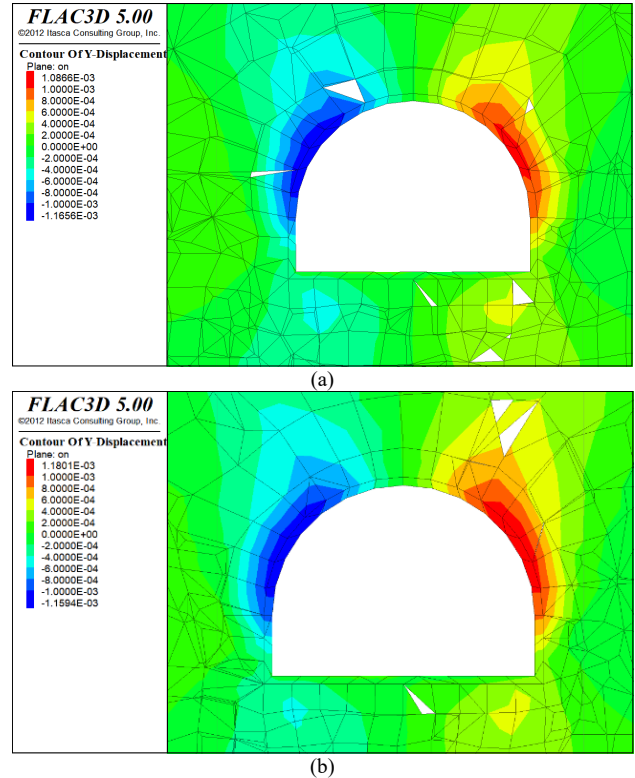 FLAC3D 5.00
©2012 Itasca Consulting Group, Inc.
Contour Of Y-Displacement
Plane: on
1.0866E-03
1.0000E-03
8.0000E-04
6.0000E-04
4.0000E-04
2.0000E-04
0.0000E+00
-2.0000E-04
-4.0000E-04
-6.0000E-04
-8.0000E-04
-1.0000E-03
-1.1656E-03
(a)
FLAC3D 5.00
©2012 Itasca Consulting Group, Inc.
Contour Of Y-Displacement
Plane: on
1.1801E-03
1.0000E-03
8.0000E-04
6.0000E-04
4.0000E-04
2.0000E-04
0.0000E+00
-2.0000E-04
-4.0000E-04
-6.0000E-04
-8.0000E-04
-1.0000E-03
-1.1594E-03
(b)